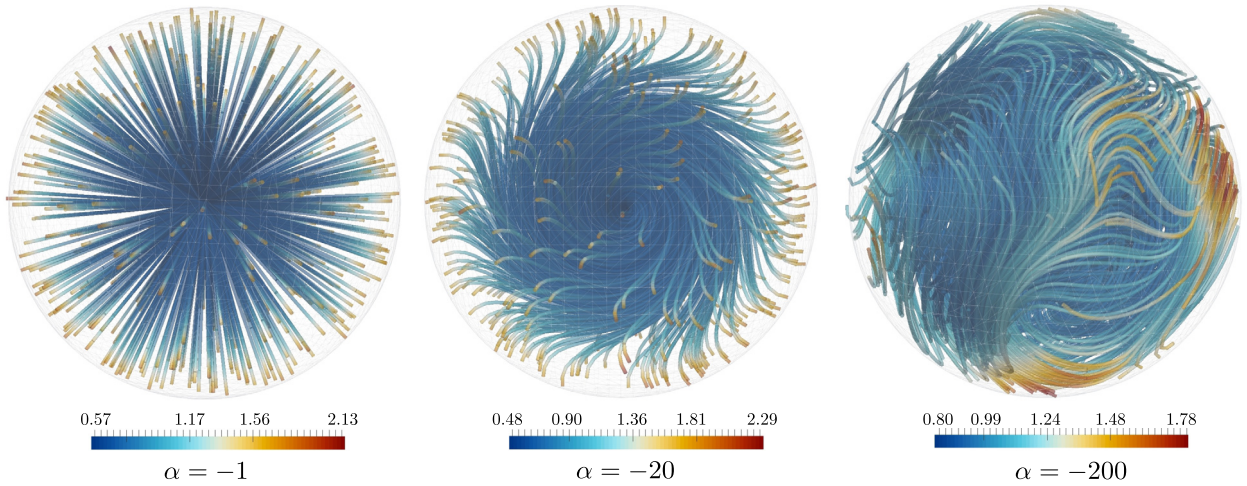 0.57 1.17 1.56 2.13
0.48 0.90 1.36 1.81 2.29
0.80 0.99 1.24 1.48 1.78
α = −1
α = −20
α = −200